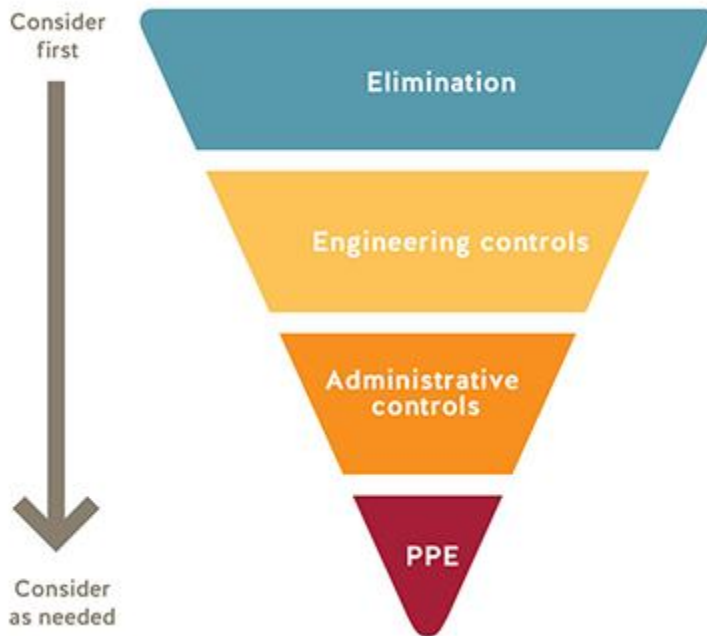 Consider
first
Elimination
Engineering controls
Administrative
controls
PPE
Consider
as needed